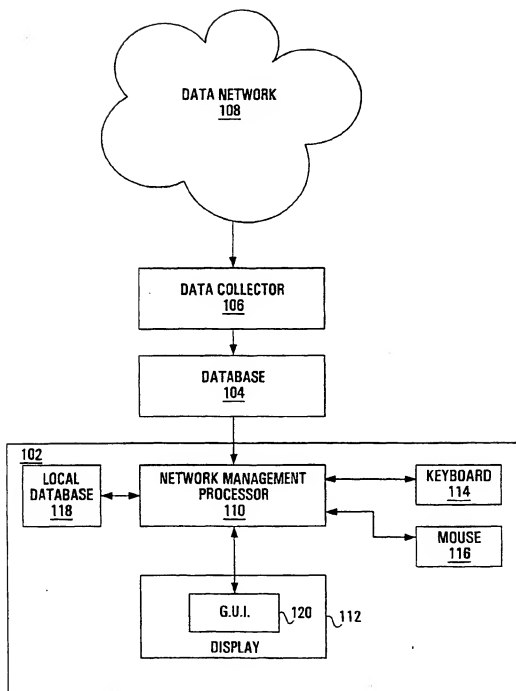 DATA NETWORK
108
DATA COLLECTOR
106
DATABASE
104
102
LOCAL
DATABASE
118
NETWORK MANAGEMENT
PROCESSOR
110
KEYBOARD
114
MOUSE
116
G.U.I.
120
112
DISPLAY